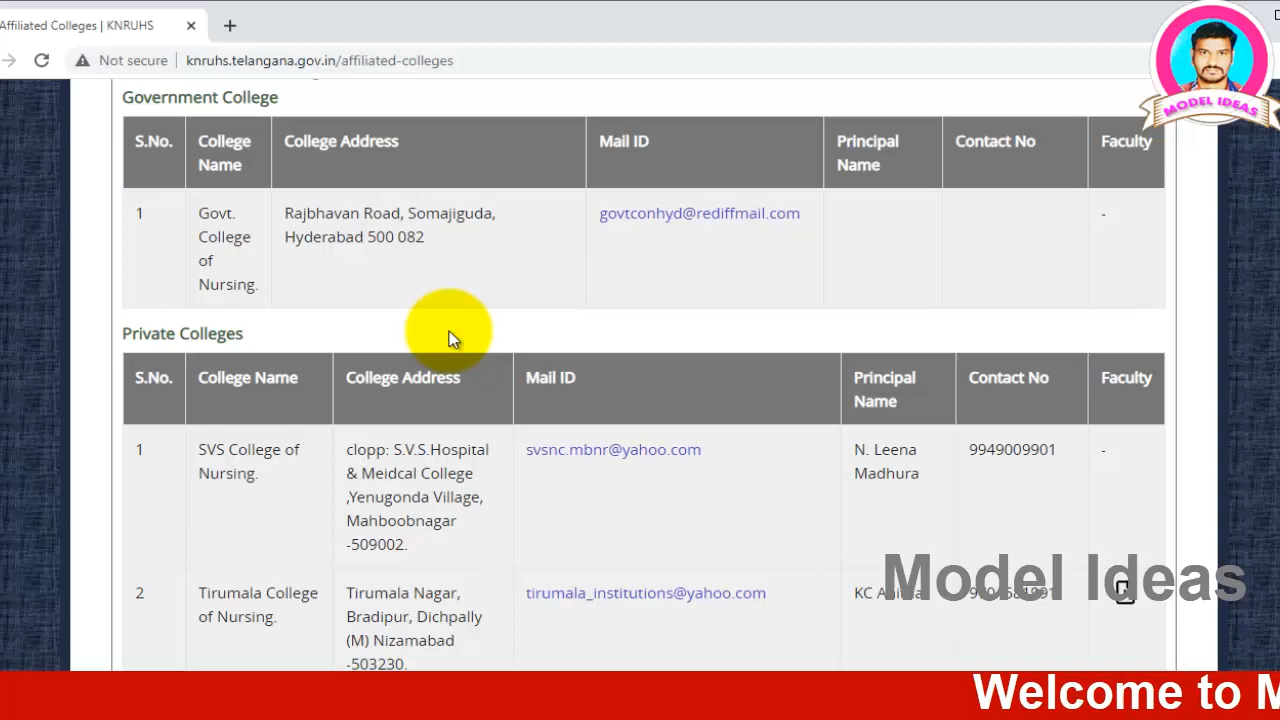 Affiliated Colleges | KNRUHS
Not secure
knruhs.telangana.gov.in/affiliated-colleges
MODEL IDEAS
Government College
S.No.
College
Name
College Address
Mail ID
Principal
Name
Contact No
Faculty
1
Govt.
College
of
Nursing.
Rajbhavan Road, Somajiguda,
Hyderabad 500 082
govtconhyd@rediffmail.com
-
Private Colleges
S.No.
College Name
College Address
Mail ID
Principal
Name
Contact No
Faculty
1
SVS College of
Nursing.
clopp: S.V.S.Hospital
& Meidcal College
,Yenugonda Village,
Mahboobnagar
-509002.
svsnc.mbnr@yahoo.com
N. Leena
Madhura
9949009901
-
2
Tirumala College
of Nursing.
Tirumala Nagar,
Bradipur, Dichpally
(M) Nizamabad
-503230.
tirumala_institutions@yahoo.com
KC
Model Ideas
Welcome to M